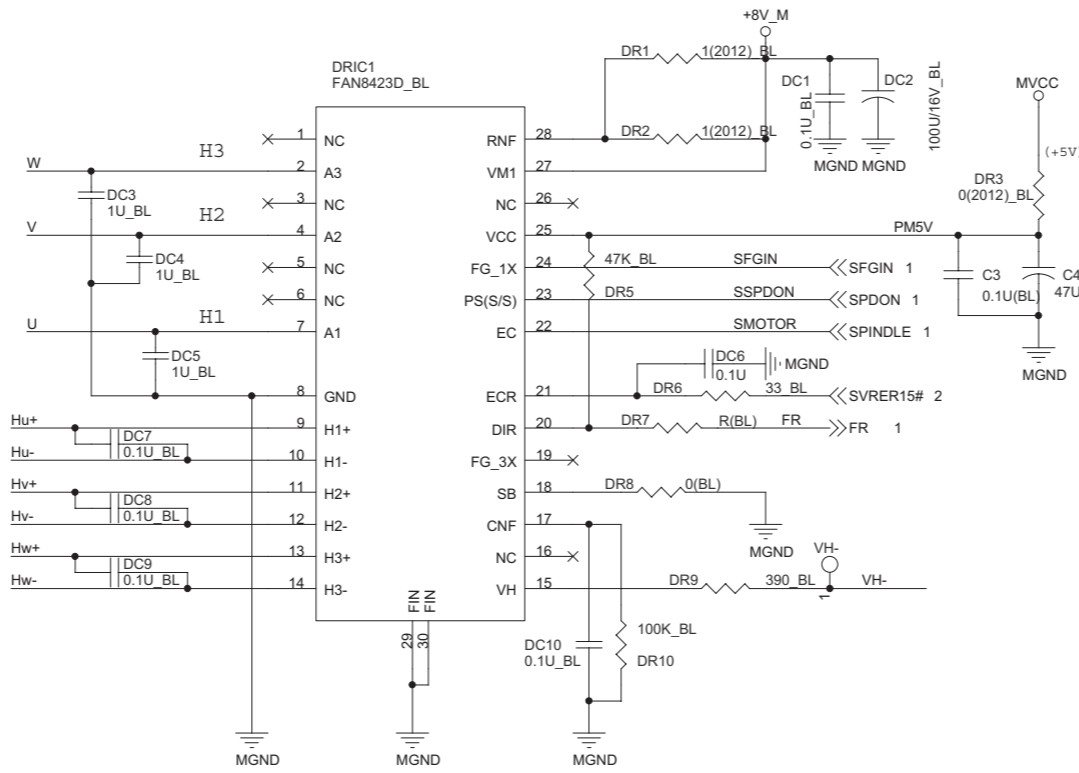 +8V_M
DR1
1(2012)_BL
DC1
0.1U_BL
DC2
100U/16V_BL
MGND
MGND
DR2
1(2012)_BL
MVCC
(+5V)
DR3
0(2012)_BL
PM5V
C3
0.1U(BL)
C4
47U
MGND
DRIC1
FAN8423D_BL
1
NC
W
H3
2
A3
DC3
1U_BL
3
NC
V
H2
4
A2
DC4
1U_BL
5
NC
6
NC
U
H1
7
A1
DC5
1U_BL
8
GND
Hu+
9
H1+
DC7
0.1U_BL
Hu-
10
H1-
Hv+
11
H2+
DC8
0.1U_BL
Hv-
12
H2-
Hw+
13
H3+
DC9
0.1U_BL
Hw-
14
H3-
RNF
28
VM1
27
NC
26
VCC
25
FG_1X
24
47K_BL
SFGIN
SFGIN 1
PS(S/S)
23
DR5
SSPDON
SPDON 1
EC
22
SMOTOR
SPINDLE 1
DC6
0.1U
MGND
ECR
21
DR6
33_BL
SVRER15# 2
DIR
20
DR7
R(BL)
FR
FR 1
FG_3X
19
SB
18
DR8
0(BL)
MGND
CNF
17
NC
16
VH
15
DR9
390_BL
VH-
1
VH-
FIN
FIN
29
30
100K_BL
DR10
DC10
0.1U_BL
MGND
MGND
MGND